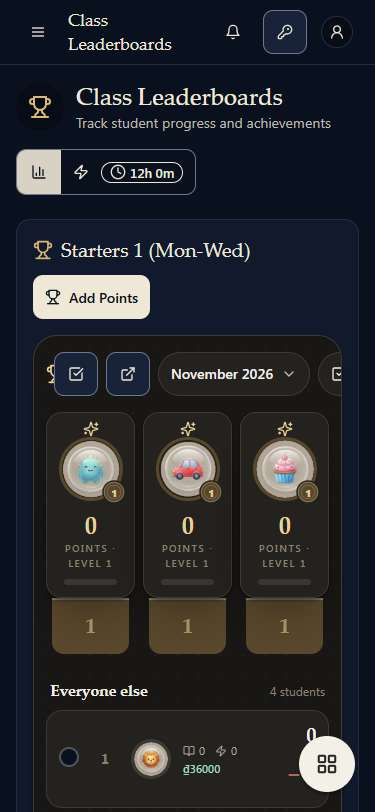 Class
Leaderboards
Class Leaderboards
Track student progress and achievements
12h 0m
Starters 1 (Mon-Wed)
Add Points
November 2026
1 1 1
0 0 0
POINTS · POINTS · POINTS ·
LEVEL 1 LEVEL 1 LEVEL 1
1 1 1
Everyone else 4 students
0
1 0 0
₫36000